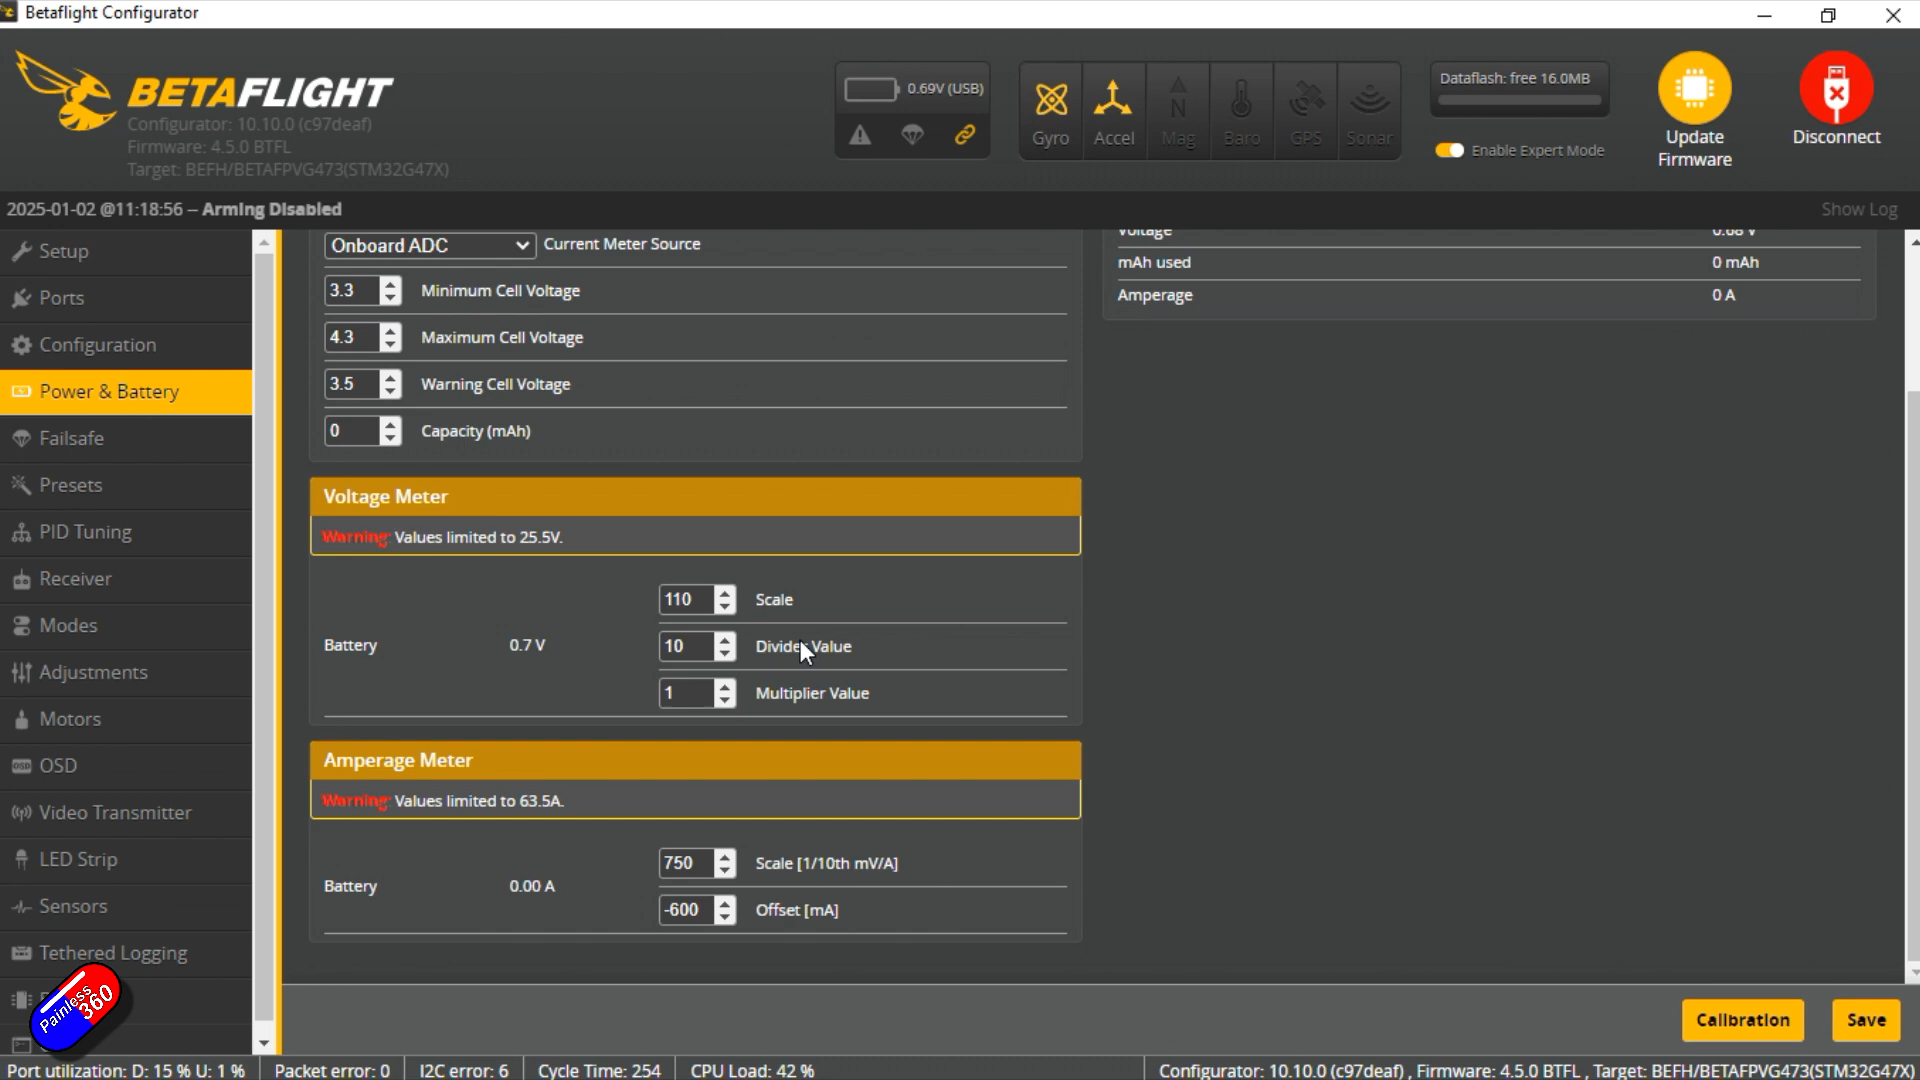 Betaflight Configurator
BETAFLIGHT
Configurator: 10.10.0 (c97deaf)
Firmware: 4.5.0 BTFL
Target: BEFH/BETAFPVG473(STM32G47X)
0.69V (USB)
Gyro
Accel
N
Mag
Baro
GPS
Sonar
Dataflash: free 16.0MB
Enable Expert Mode
Update
Firmware
Disconnect
2025-01-02 @11:18:56 – Arming Disabled
Show Log
Setup
Ports
Configuration
Power & Battery
Failsafe
Presets
PID Tuning
Receiver
Modes
Adjustments
Motors
OSD OSD
Video Transmitter
LED Strip
Sensors
Tethered Logging
Painless
360
Onboard ADC Current Meter Source
3.3 Minimum Cell Voltage
4.3 Maximum Cell Voltage
3.5 Warning Cell Voltage
0 Capacity (mAh)
Voltage 0.68 V
mAh used 0 mAh
Amperage 0 A
Voltage Meter
Warning: Values limited to 25.5V.
110 Scale
Battery 0.7 V 10 Divider Value
1 Multiplier Value
Amperage Meter
Warning: Values limited to 63.5A.
750 Scale [1/10th mV/A]
Battery 0.00 A
-600 Offset [mA]
Calibration
Save
Port utilization: D: 15 % U: 1 % Packet error: 0 I2C error: 6 Cycle Time: 254 CPU Load: 42 % Configurator: 10.10.0 (c97deaf) , Firmware: 4.5.0 BTFL , Target: BEFH/BETAFPVG473(STM32G47X)